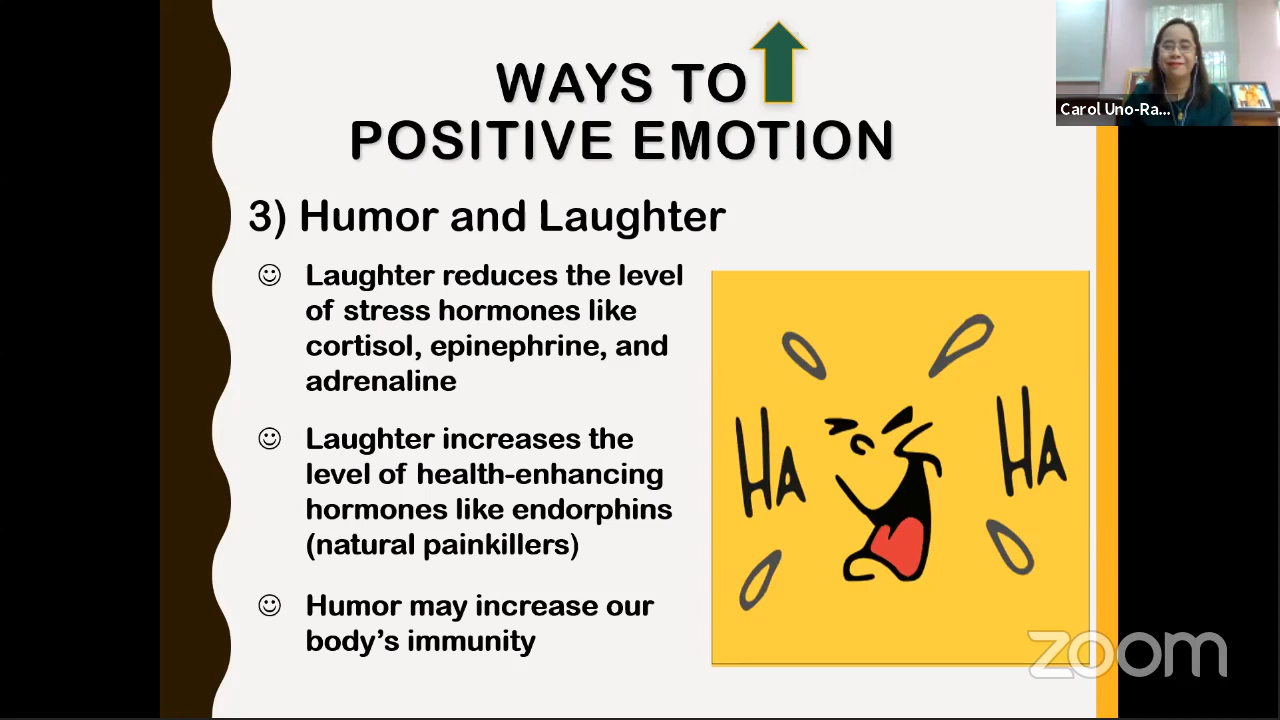 WAYS TO
POSITIVE EMOTION
Carol Uno-Ra...
3) Humor and Laughter
Laughter reduces the level
of stress hormones like
cortisol, epinephrine, and
adrenaline
Laughter increases the
level of health-enhancing
hormones like endorphins
(natural painkillers)
Humor may increase our
body's immunity
HA
HA
zoom